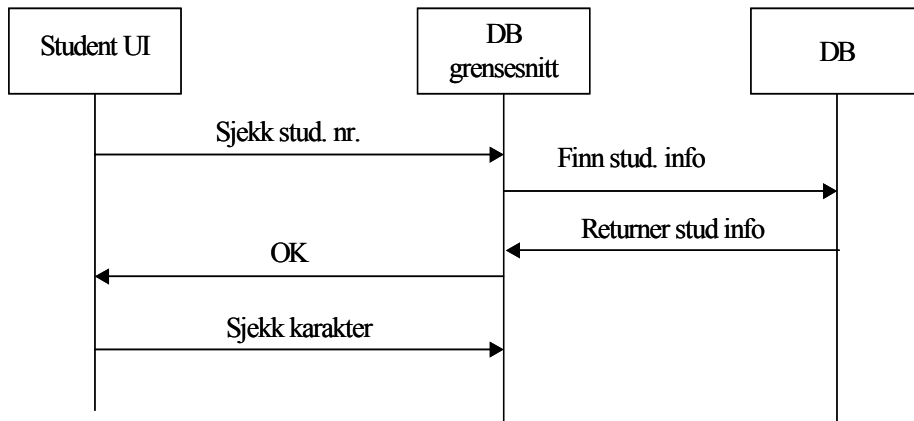 Student UI
DB
grensesnitt
DB
Sjekk stud. nr.
Finn stud. info
Returner stud info
OK
Sjekk karakter